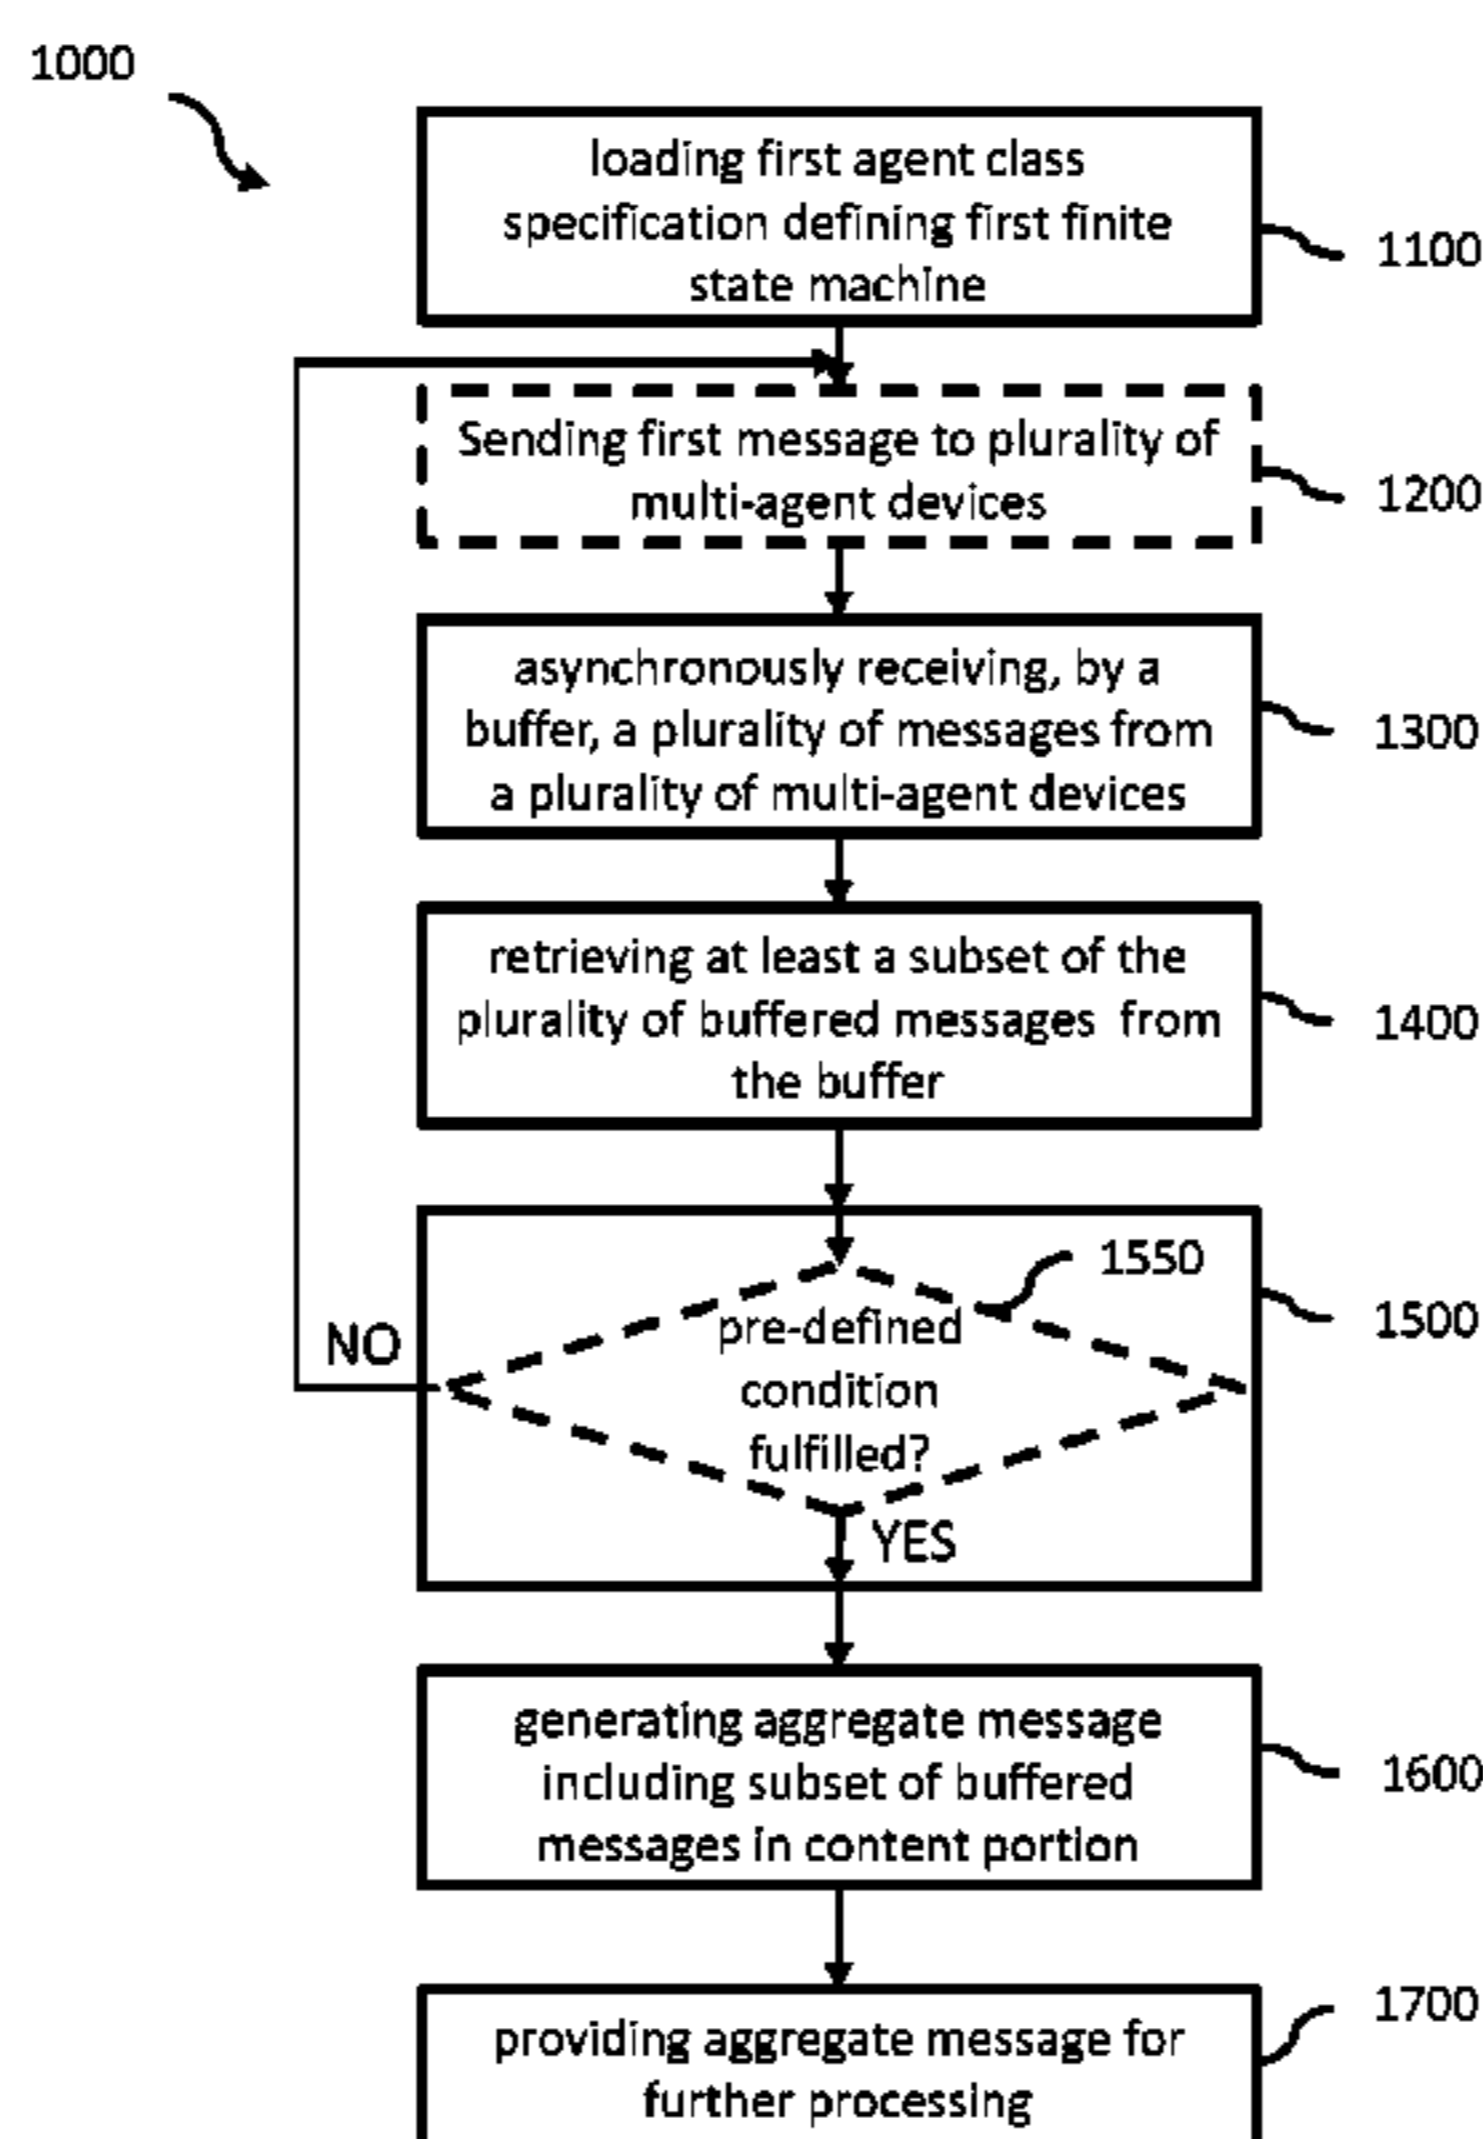 1000
loading first agent class
specification defining first finite
state machine
1100
Sending first message to plurality of
multi-agent devices
1200
asynchronously receiving, by a
buffer, a plurality of messages from
a plurality of multi-agent devices
1300
retrieving at least a subset of the
plurality of buffered messages from
the buffer
1400
1550
pre-defined
condition
fulfilled?
1500
NO
YES
generating aggregate message
including subset of buffered
messages in content portion
1600
providing aggregate message for
further processing
1700